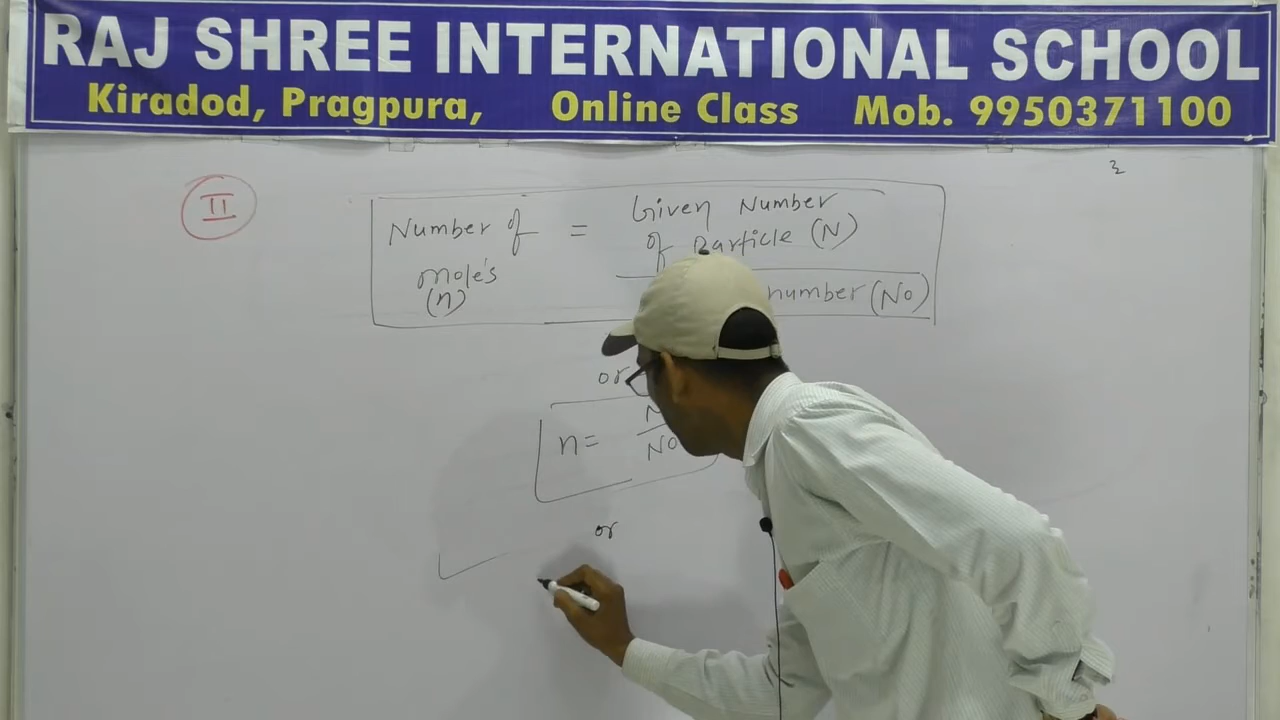 RAJ SHREE INTERNATIONAL SCHOOL
Kiradod, Pragpura, Online Class Mob. 9950371100
II
Number of = Given Number
of Particle (N)
mole's
(n)
number (No)
or
n= N
No
or